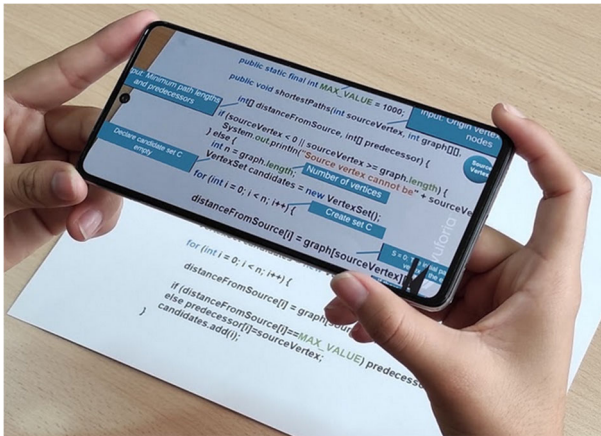 public static final int MAX_VALUE = 1000;
public void shortestPaths(int sourceVertex, int graph[][],
int[] distanceFromSource, int[] predecessor) {
if (sourceVertex < 0 || sourceVertex >= graph.length) {
System.out.println("Source vertex cannot be" + sourceVe
} else {
int n = graph.length;
VertexSet candidates = new VertexSet();
for (int i = 0; i < n; i++) {
distanceFromSource[i] = graph[sourceVertex][
put: Minimum path lengths
and predecessors
Input: Origin vertex
nodes
Declare candidate set C
empty
Number of vertices
Source
Vertex
Create set C
vuforia
for (int i = 0; i < n; i++) {
distanceFromSource[i] = graph[sour
if (distanceFromSource[i]==MAX_VALUE) predecesso
else predecessor[i]=sourceVertex;
candidates.add(i);
}